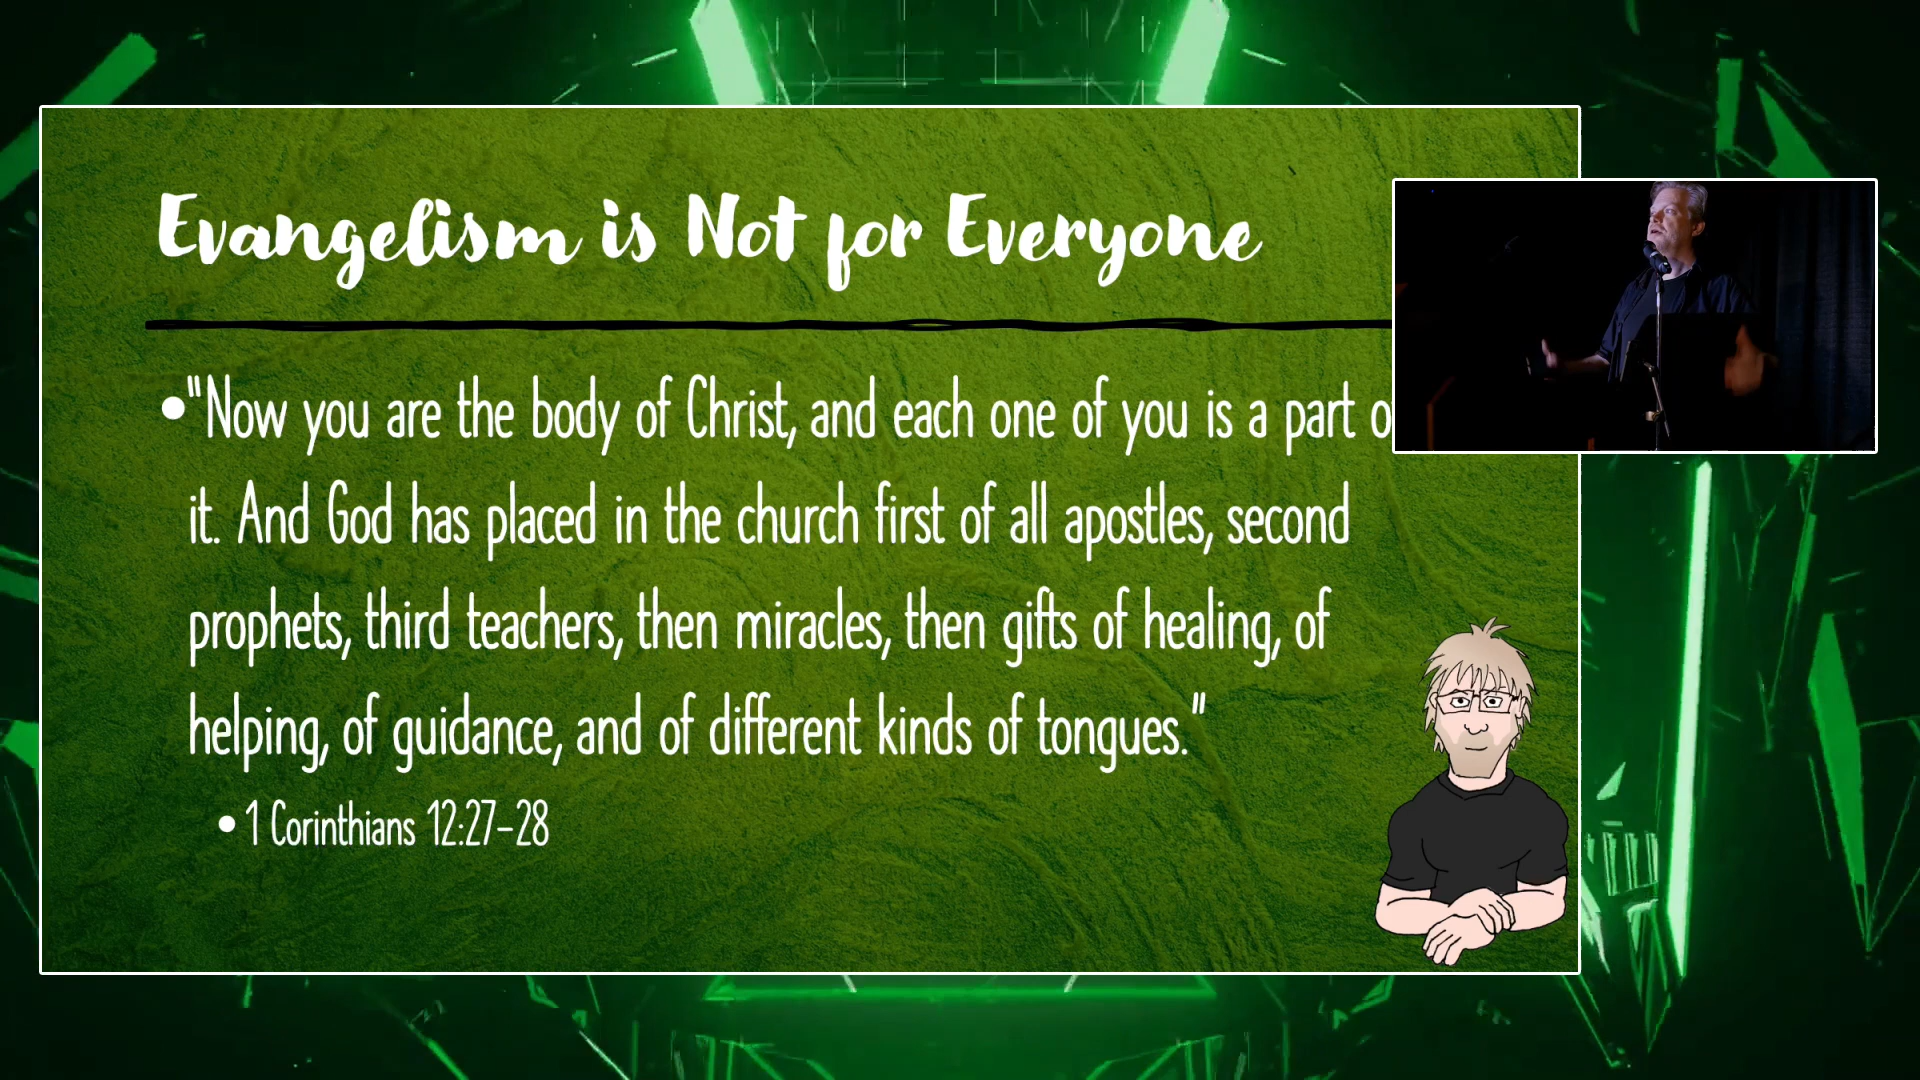 Evangelism is Not for Everyone
•"Now you are the body of Christ, and each one of you is a part
it. And God has placed in the church first of all apostles, second
prophets, third teachers, then miracles, then gifts of healing, of
helping, of guidance, and of different kinds of tongues."
• 1 Corinthians 12:27–28